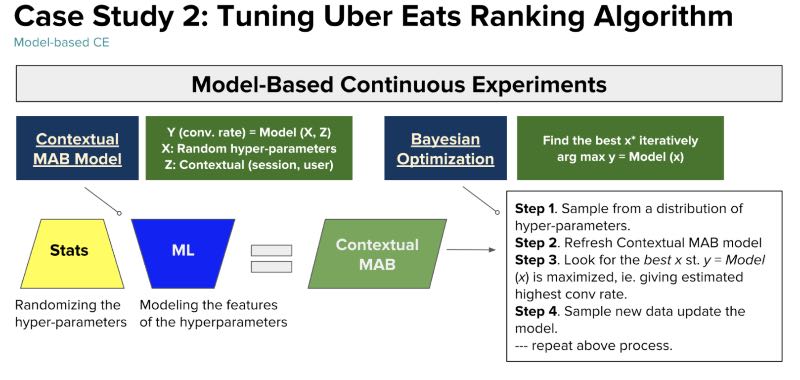 Case Study 2: Tuning Uber Eats Ranking Algorithm
Model-based CE
Model-Based Continuous Experiments
Contextual
MAB Model
Y (conv. rate) = Model (X, Z)
X: Random hyper-parameters
Z: Contextual (session, user)
Bayesian
Optimization
Find the best x* iteratively
arg max y = Model (x)
Stats
ML
Contextual
MAB
Randomizing the
hyper-parameters
Modeling the features
of the hyperparameters
Step 1. Sample from a distribution of
hyper-parameters.
Step 2. Refresh Contextual MAB model
Step 3. Look for the best x st. y = Model
(x) is maximized, ie. giving estimated
highest conv rate.
Step 4. Sample new data update the
model.
--- repeat above process.